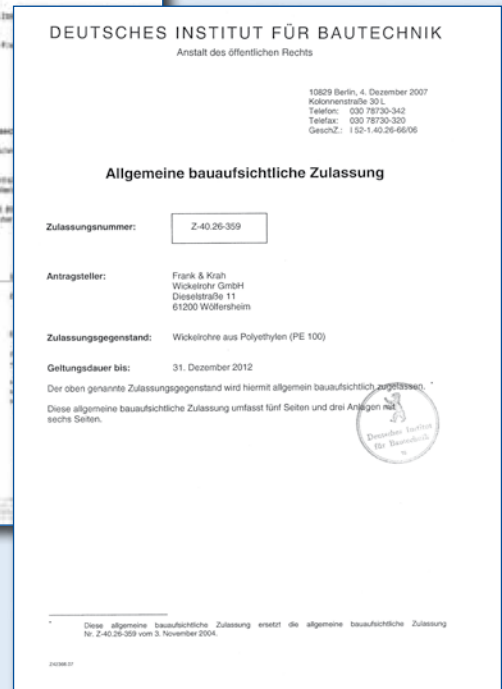 DEUTSCHES INSTITUT FÜR BAUTECHNIK
Anstalt des öffentlichen Rechts
10829 Berlin, 4. Dezember 2007
Kolonnenstraße 30 L
Telefon: 030 78730-342
Telefax: 030 78730-320
GeschZ.: I 52-1.40.26-66/06
Allgemeine bauaufsichtliche Zulassung
Zulassungsnummer: Z-40.26-359
Antragsteller: Frank & Krah
Wickelrohr GmbH
Dieselstraße 11
61200 Wölfersheim
Zulassungsgegenstand: Wickelrohre aus Polyethylen (PE 100)
Geltungsdauer bis: 31. Dezember 2012
Der oben genannte Zulassungsgegenstand wird hiermit allgemein bauaufsichtlich zugelassen. *
Diese allgemeine bauaufsichtliche Zulassung umfasst fünf Seiten und drei Anlagen mit
sechs Seiten.
Deutsches Institut
für Bautechnik
* Diese allgemeine bauaufsichtliche Zulassung ersetzt die allgemeine bauaufsichtliche Zulassung
Nr. Z-40.26-359 vom 3. November 2004.